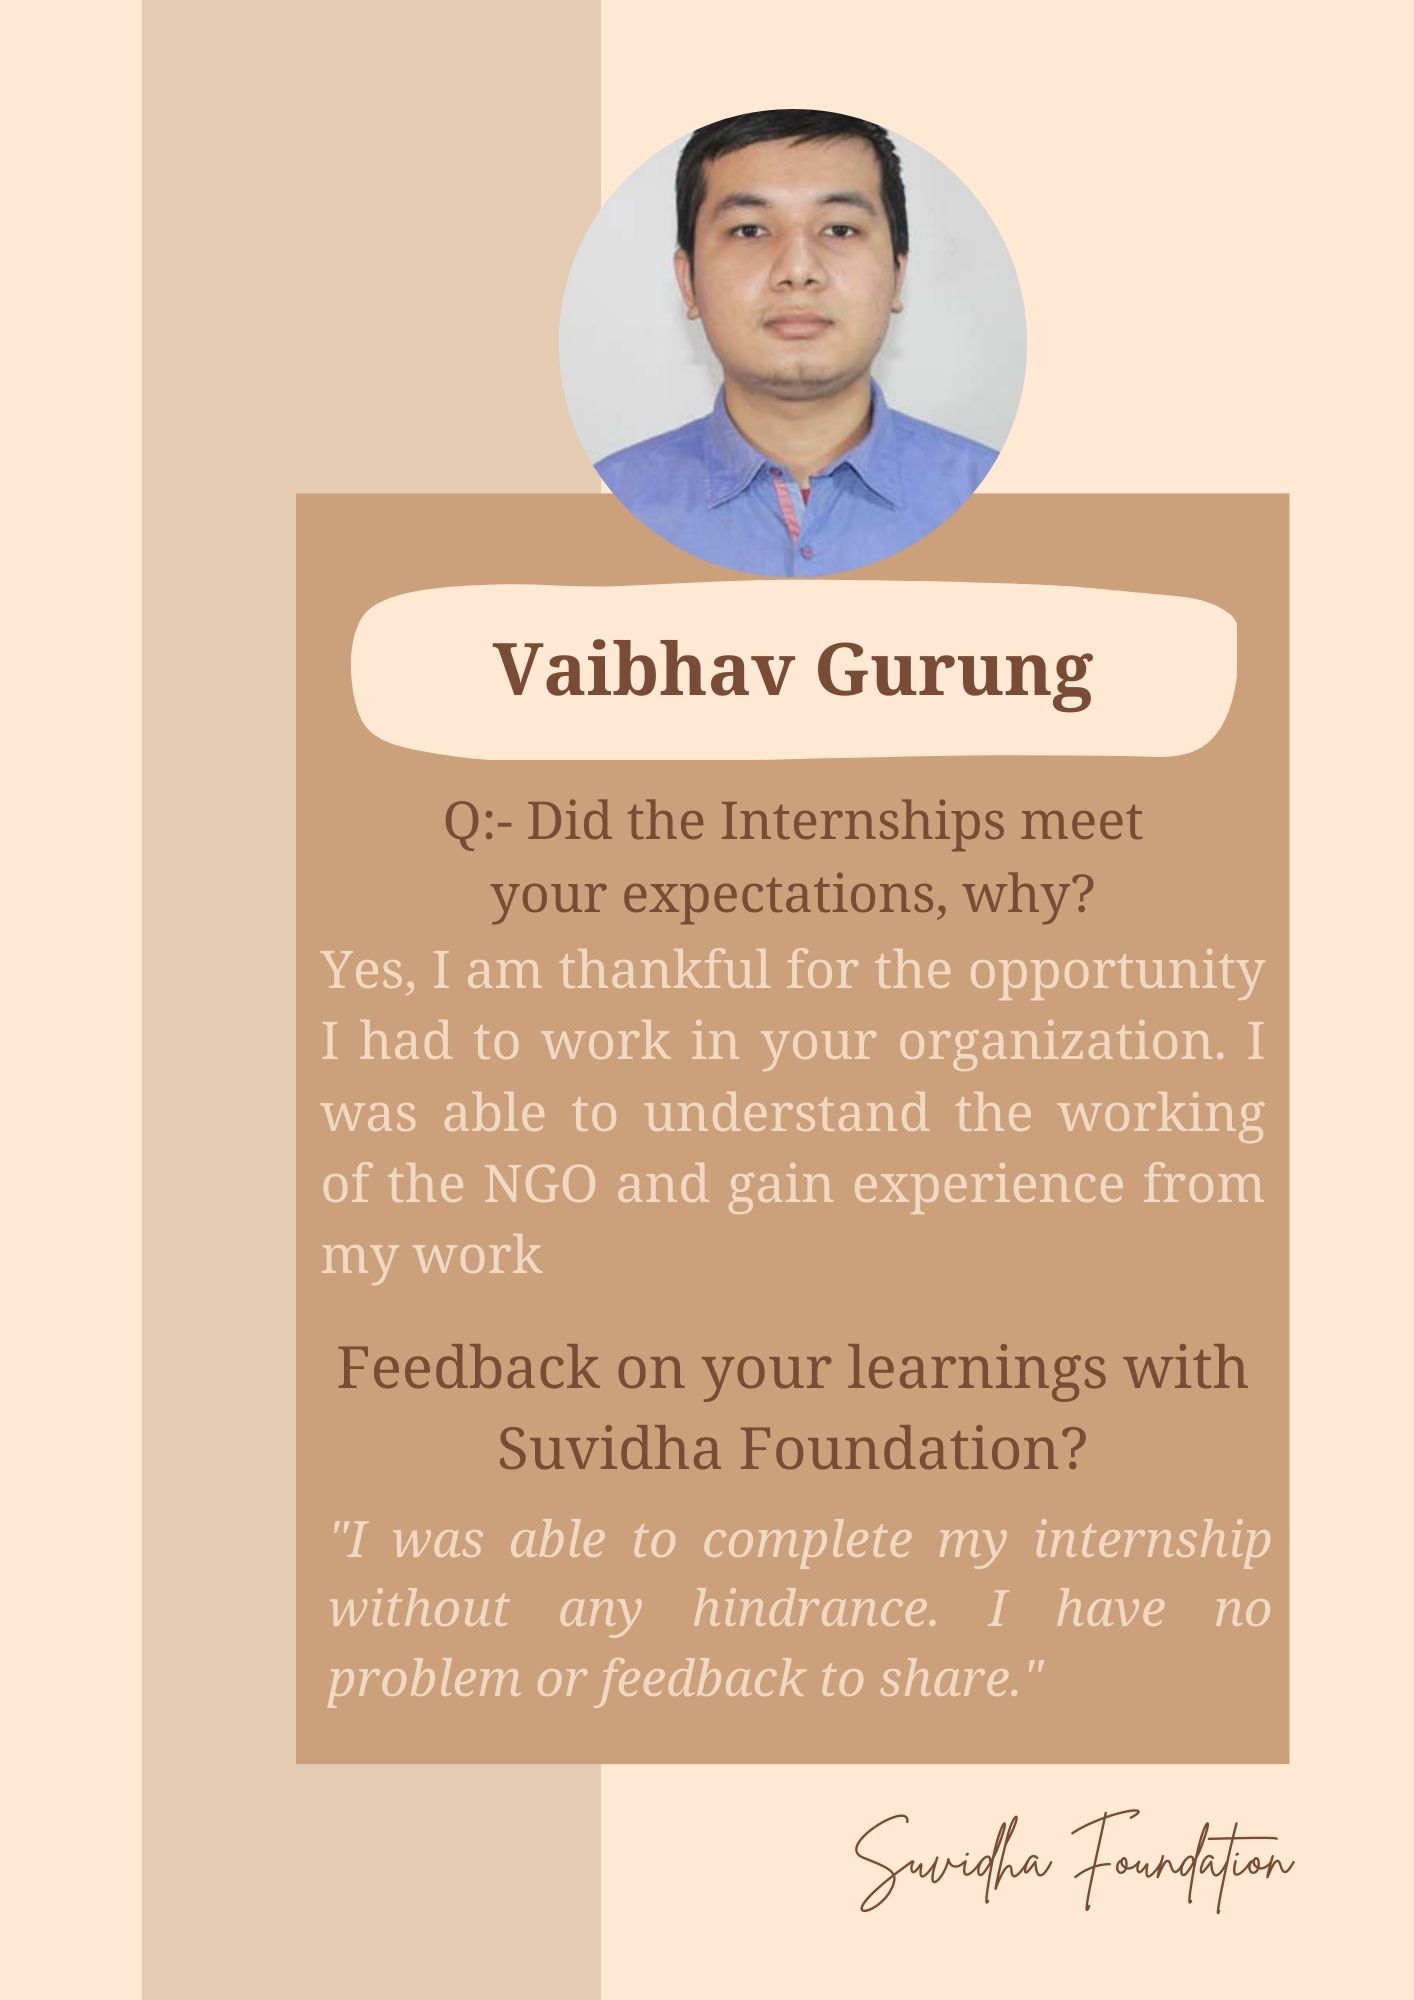 Vaibhav Gurung
Q:- Did the Internships meet
your expectations, why?
Yes, I am thankful for the opportunity
I had to work in your organization. I
was able to understand the working
of the NGO and gain experience from
my work
Feedback on your learnings with
Suvidha Foundation?
"I was able to complete my internship
without any hindrance. I have no
problem or feedback to share."
Suvidha Foundation